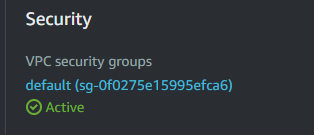 Security
VPC security groups
default (sg-0f0275e15995efca6)
Active